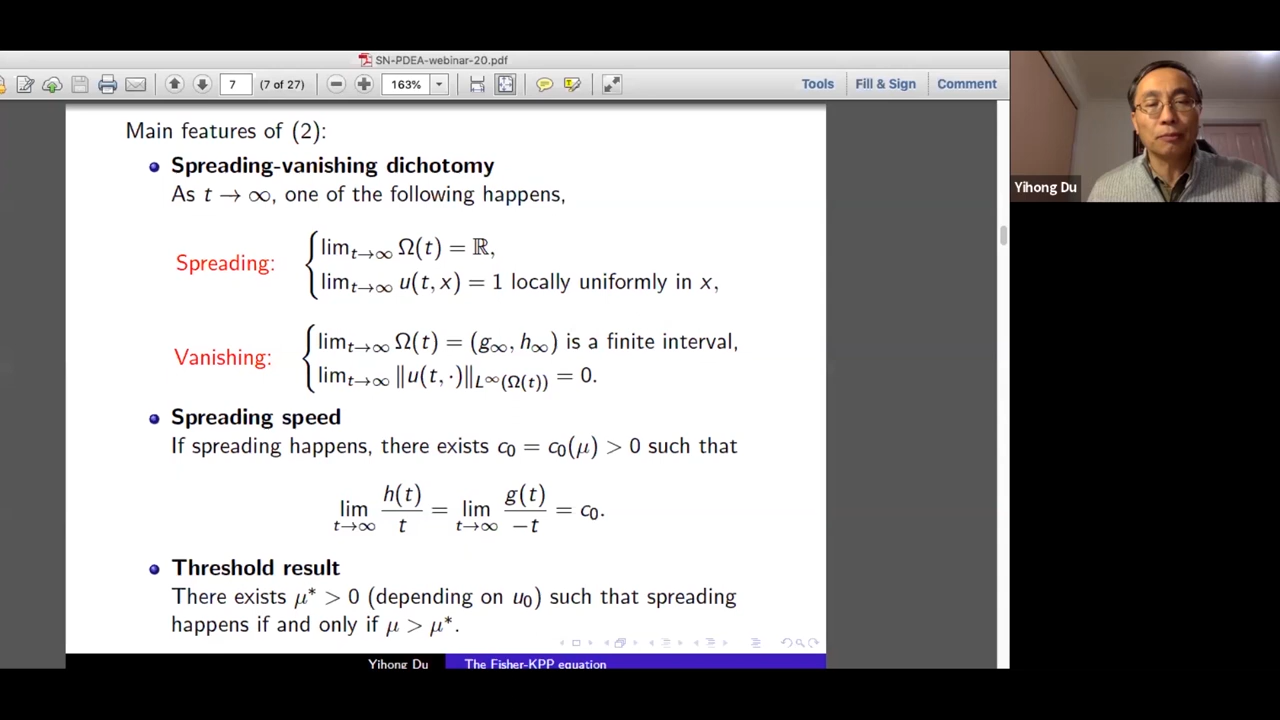 SN-PDEA-webinar-20.pdf
7 (7 of 27) 163% Tools Fill & Sign Comment
Main features of (2):
Spreading-vanishing dichotomy
As t → ∞, one of the following happens,
Spreading: { lim_{t→∞} Ω(t) = ℝ,
lim_{t→∞} u(t, x) = 1 locally uniformly in x,
Vanishing: { lim_{t→∞} Ω(t) = (g_∞, h_∞) is a finite interval,
lim_{t→∞} ‖u(t, ·)‖_{L^∞(Ω(t))} = 0.
Spreading speed
If spreading happens, there exists c₀ = c₀(μ) > 0 such that
lim_{t→∞} h(t)/t = lim_{t→∞} g(t)/−t = c₀.
Threshold result
There exists μ* > 0 (depending on u₀) such that spreading
happens if and only if μ > μ*.
Yihong Du The Fisher-KPP equation
Yihong Du